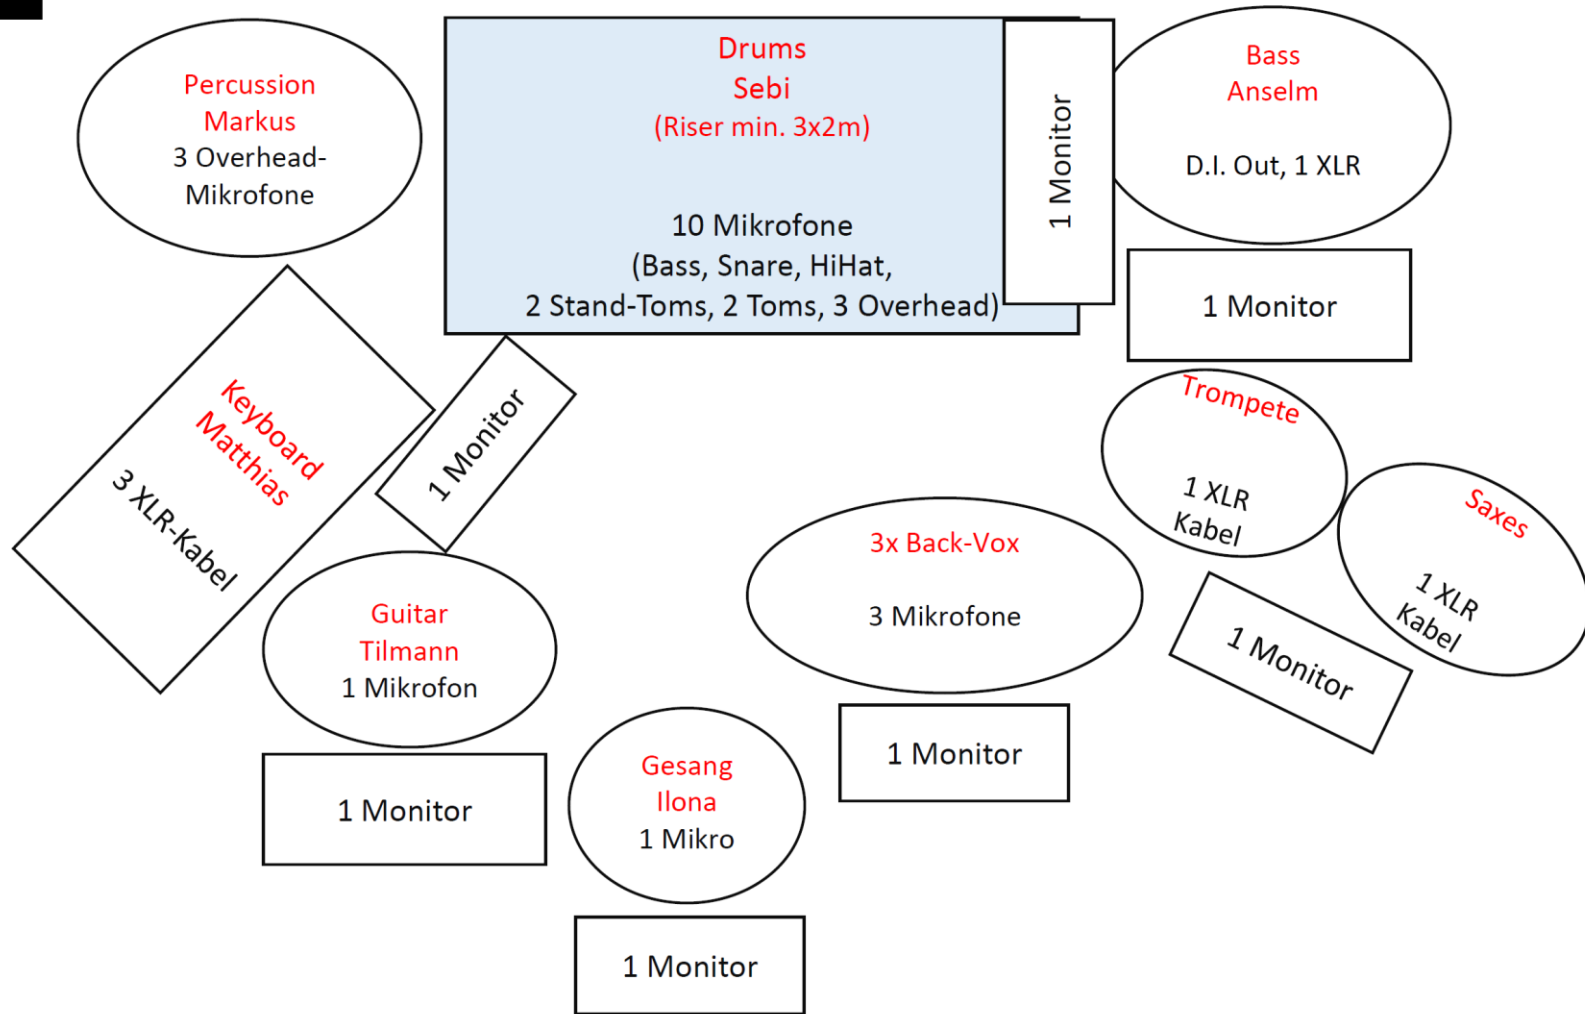 Percussion
Markus
3 Overhead-
Mikrofone
Drums
Sebi
(Riser min. 3x2m)
10 Mikrofone
(Bass, Snare, HiHat,
2 Stand-Toms, 2 Toms, 3 Overhead)
1 Monitor
Bass
Anselm
D.I. Out, 1 XLR
1 Monitor
Keyboard
Matthias
3 XLR-Kabel
1 Monitor
Trompete
1 XLR
Kabel
Saxes
1 XLR
Kabel
1 Monitor
3x Back-Vox
3 Mikrofone
1 Monitor
Guitar
Tilmann
1 Mikrofon
1 Monitor
Gesang
Ilona
1 Mikro
1 Monitor